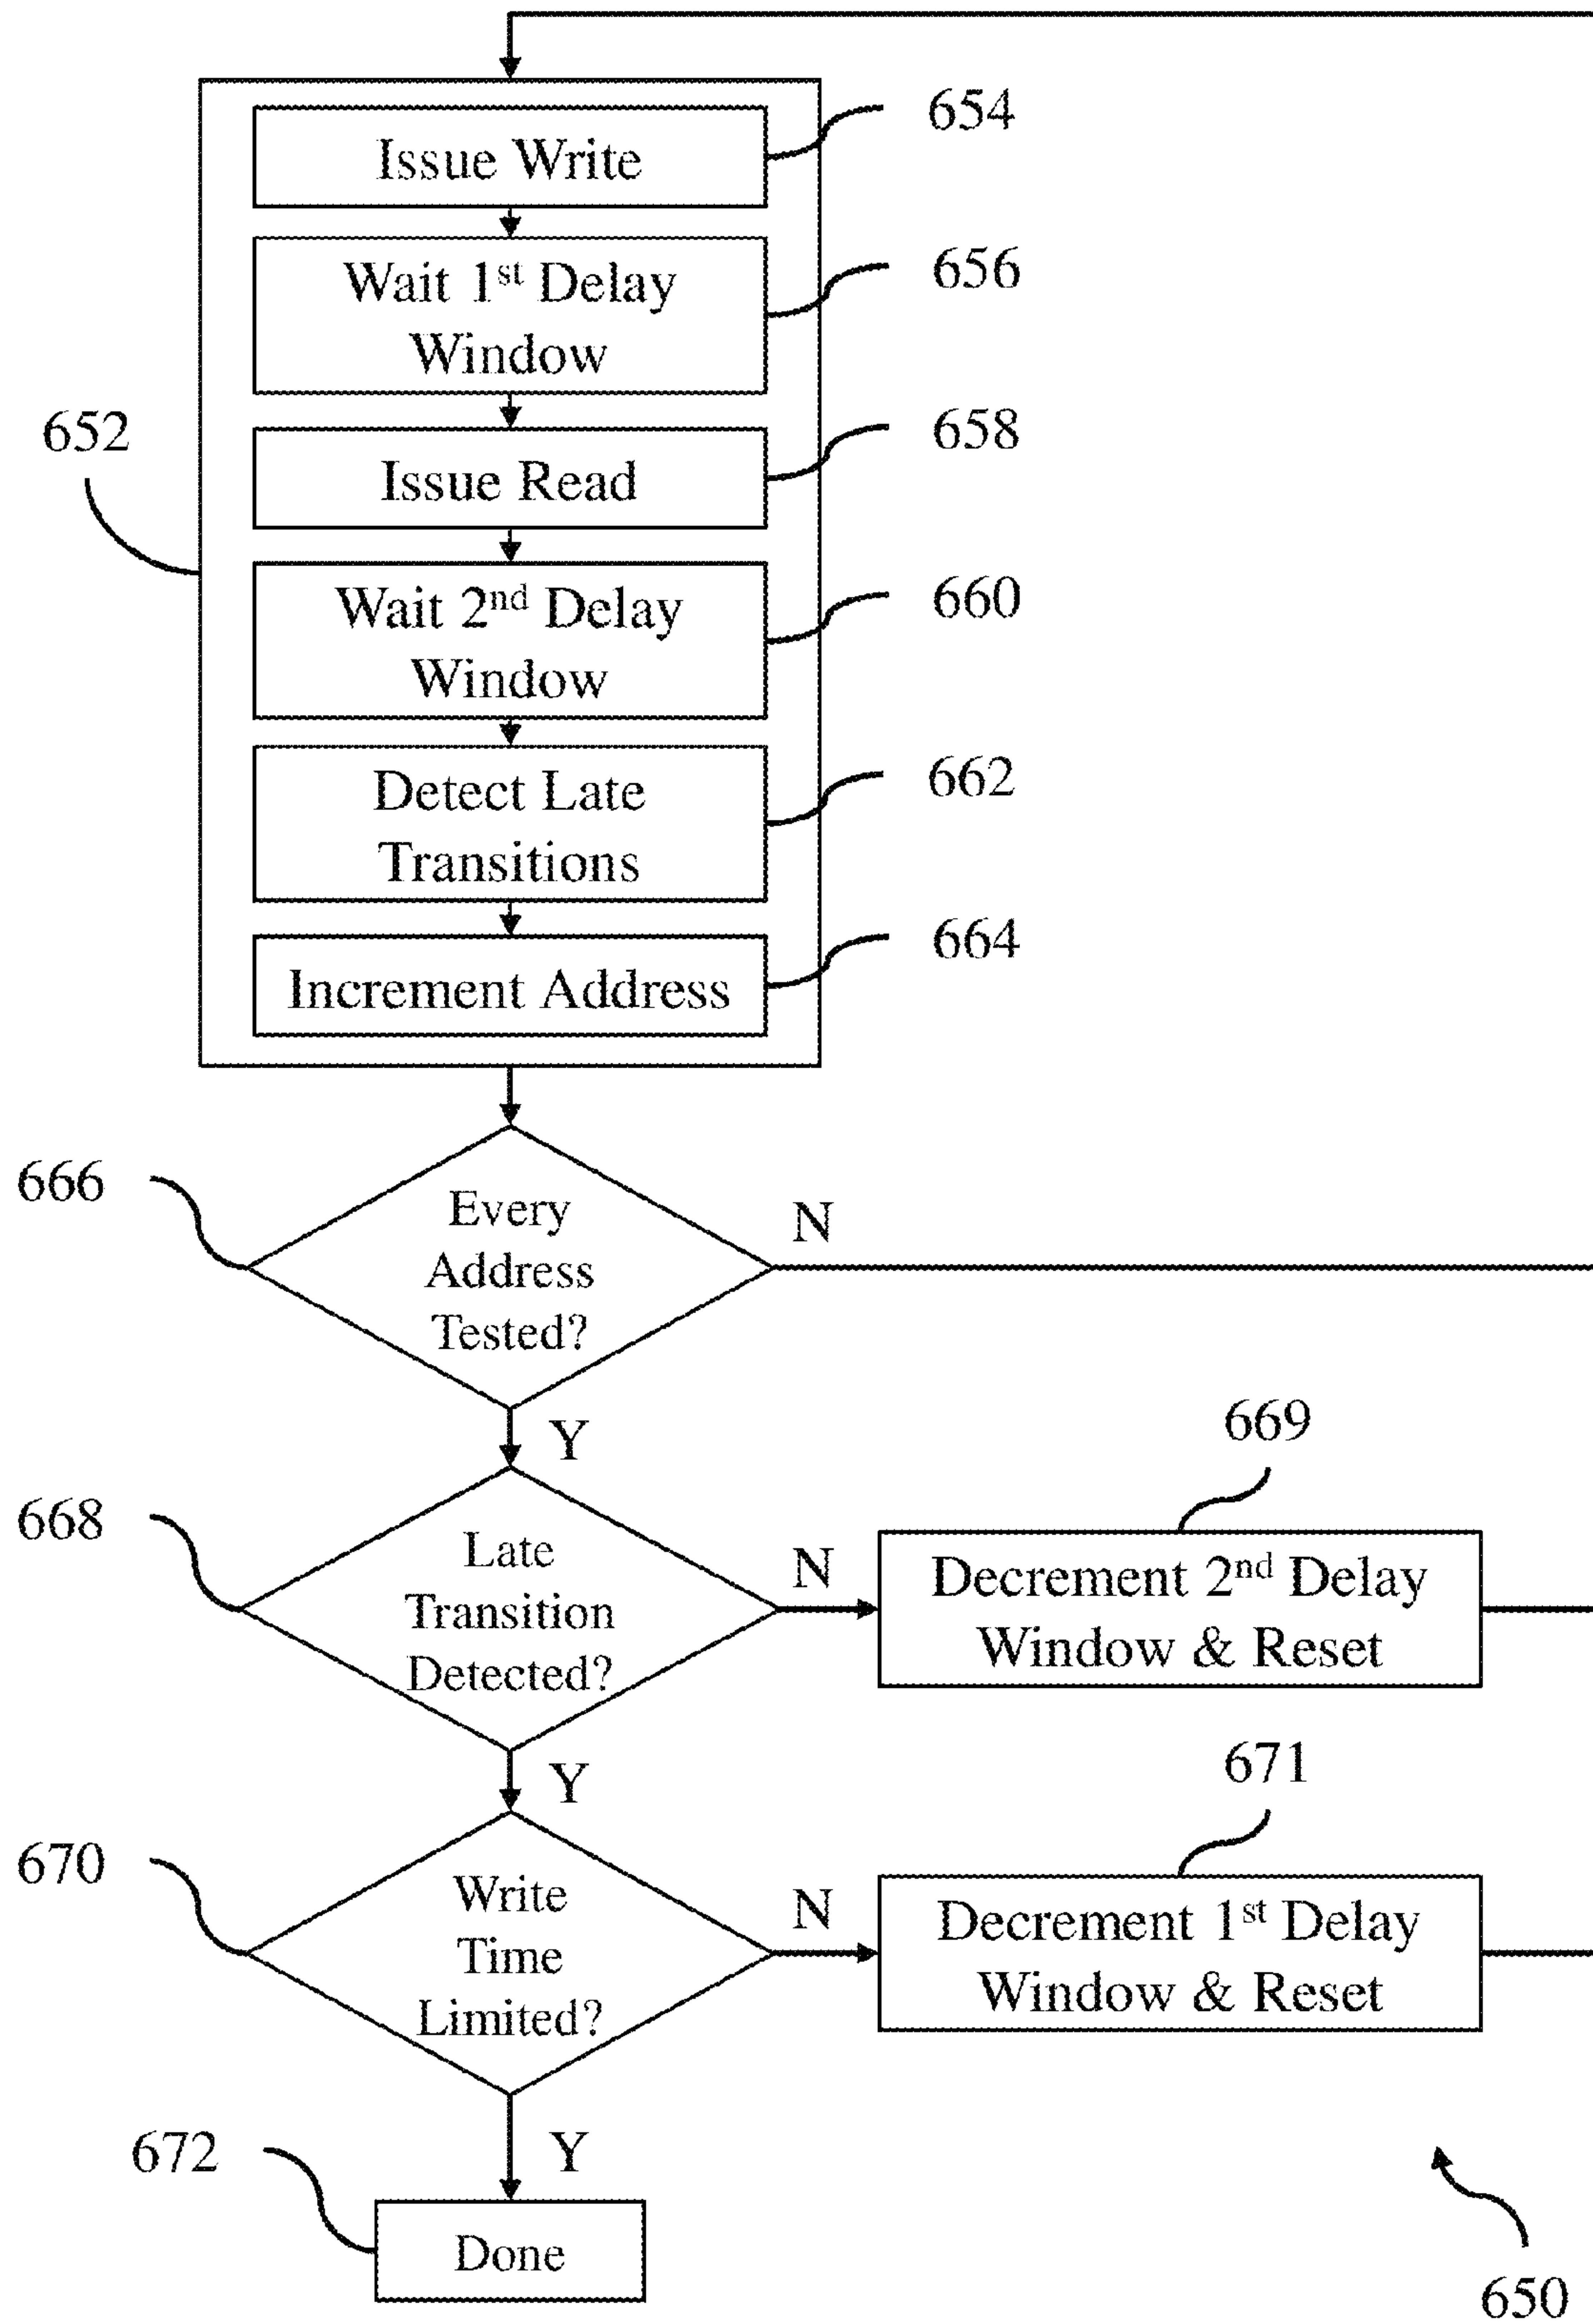 654
Issue Write
656
Wait 1st Delay
Window
658
Issue Read
652
660
Wait 2nd Delay
Window
662
Detect Late
Transitions
664
Increment Address
666
Every
Address
Tested?
N
Y
669
668
Late
Transition
Detected?
N
Decrement 2nd Delay
Window & Reset
Y
671
670
Write
Time
Limited?
N
Decrement 1st Delay
Window & Reset
Y
672
Done
650